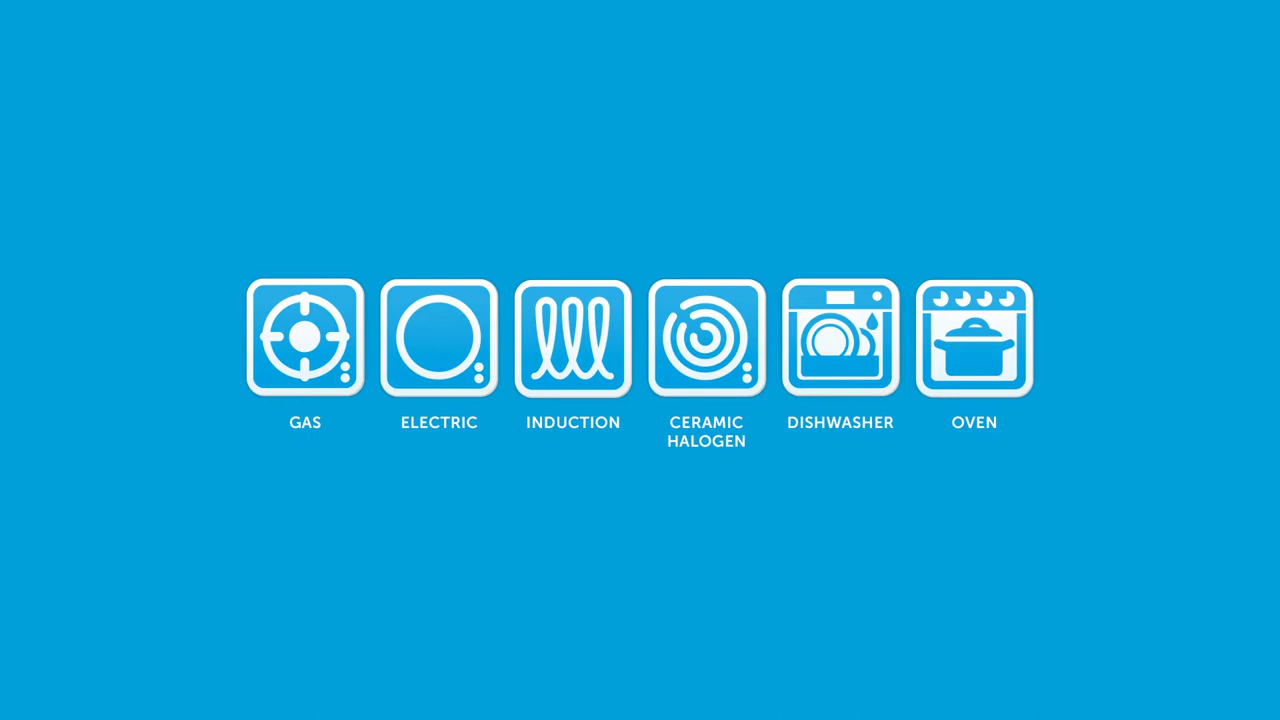 GAS
ELECTRIC
INDUCTION
CERAMIC
HALOGEN
DISHWASHER
OVEN